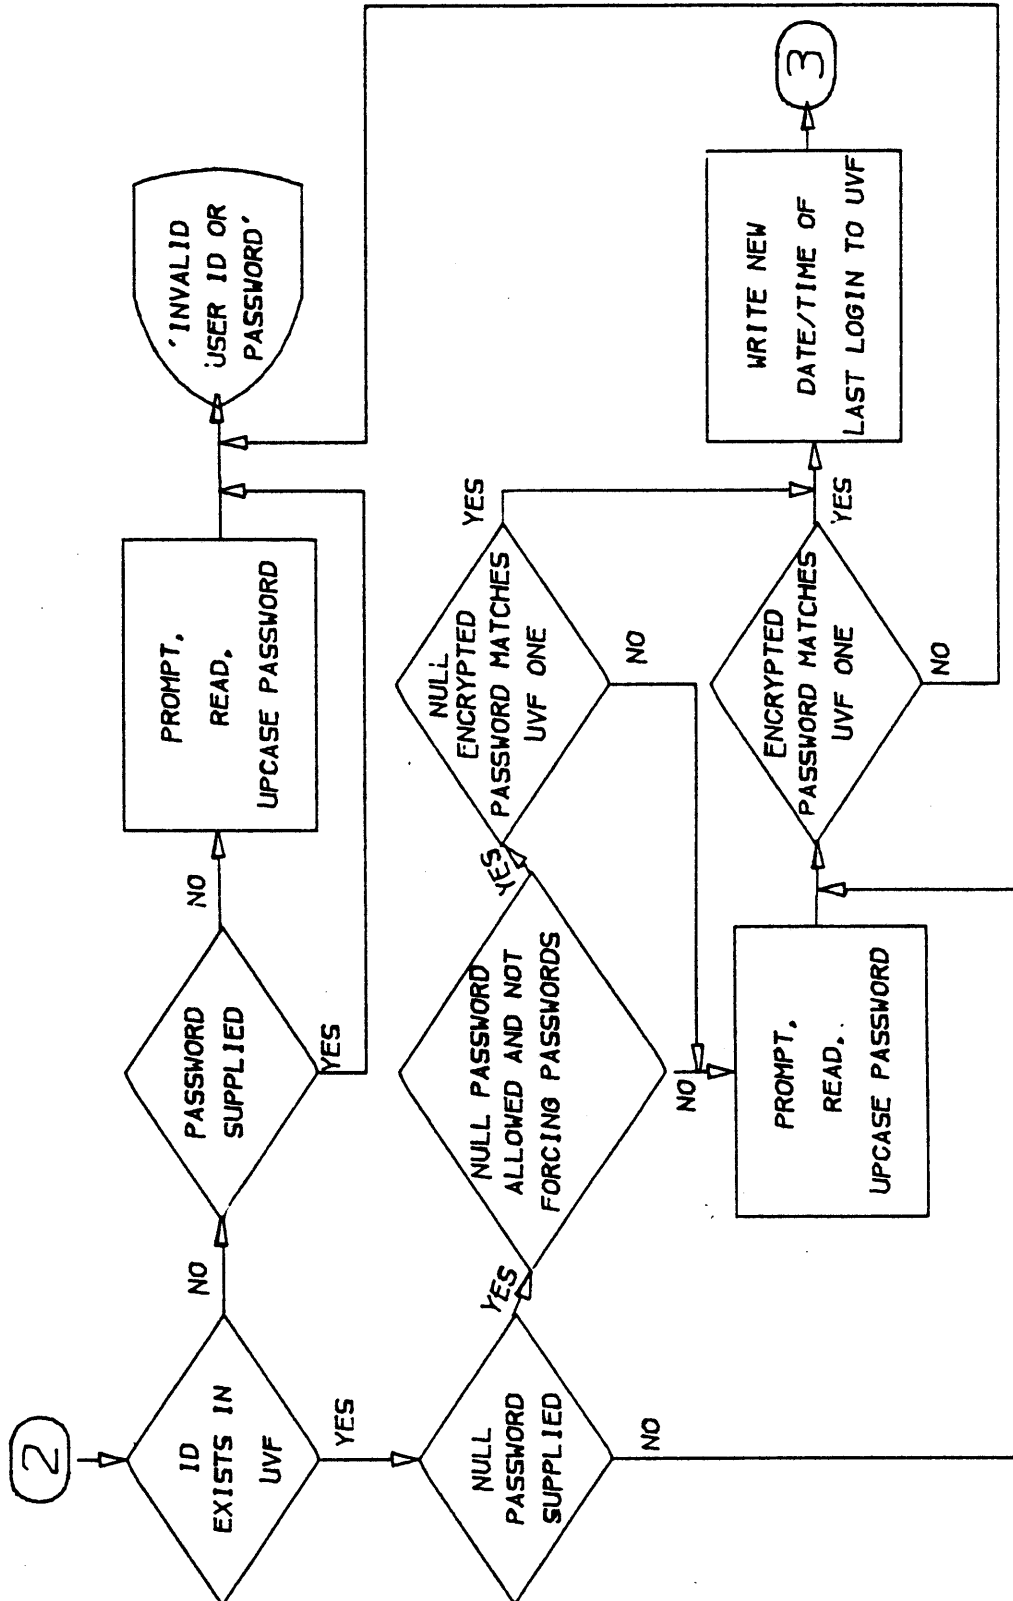 2
ID
EXISTS IN
UVF
NO
YES
PASSWORD
SUPPLIED
NO
YES
PROMPT,
READ,
UPCASE PASSWORD
'INVALID
USER ID OR
PASSWORD'
NULL
PASSWORD
SUPPLIED
YES
NO
NULL PASSWORD
ALLOWED AND NOT
FORCING PASSWORDS
YES
NO
NULL
ENCRYPTED
PASSWORD MATCHES
UVF ONE
YES
NO
PROMPT,
READ,
UPCASE PASSWORD
ENCRYPTED
PASSWORD MATCHES
UVF ONE
YES
NO
WRITE NEW
DATE/TIME OF
LAST LOGIN TO UVF
3